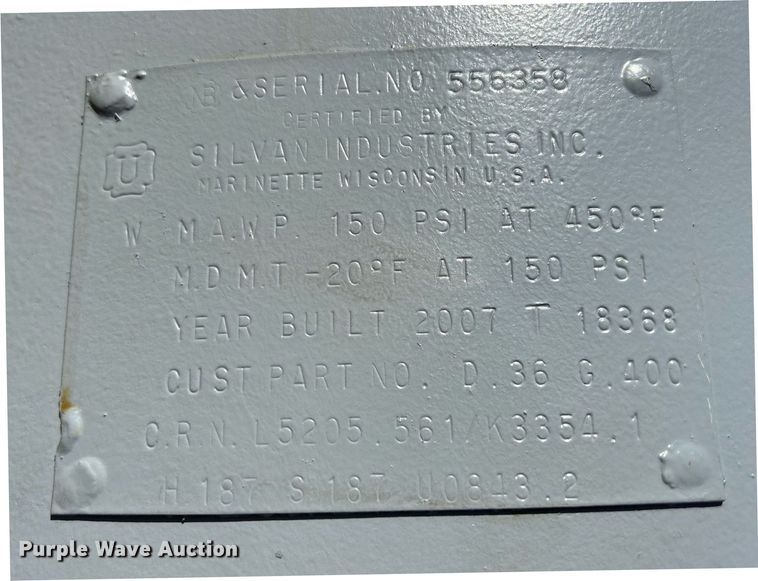 & SERIAL.NO. 556358
CERTIFIED BY
U
SILVAN INDUSTRIES INC.
MARINETTE WISCONSIN U.S.A.
W M.A.W.P. 150 PSI AT 450°F
M.D.M.T -20°F AT 150 PSI
YEAR BUILT 2007 T 18368
CUST PART NO. D.36 G.400
C.R.N. L5205.561/K3354.1
H.187 S.187 U0843.2
Purple Wave Auction